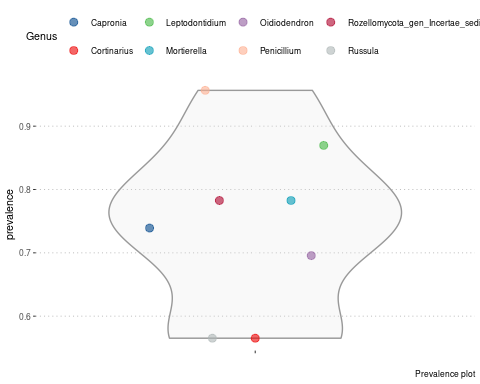 Genus
Capronia
Leptodontidium
Oidiodendron
Rozellomycota_gen_Incertae_sedi
Cortinarius
Mortierella
Penicillium
Russula
prevalence
0.9
0.8
0.7
0.6
Prevalence plot